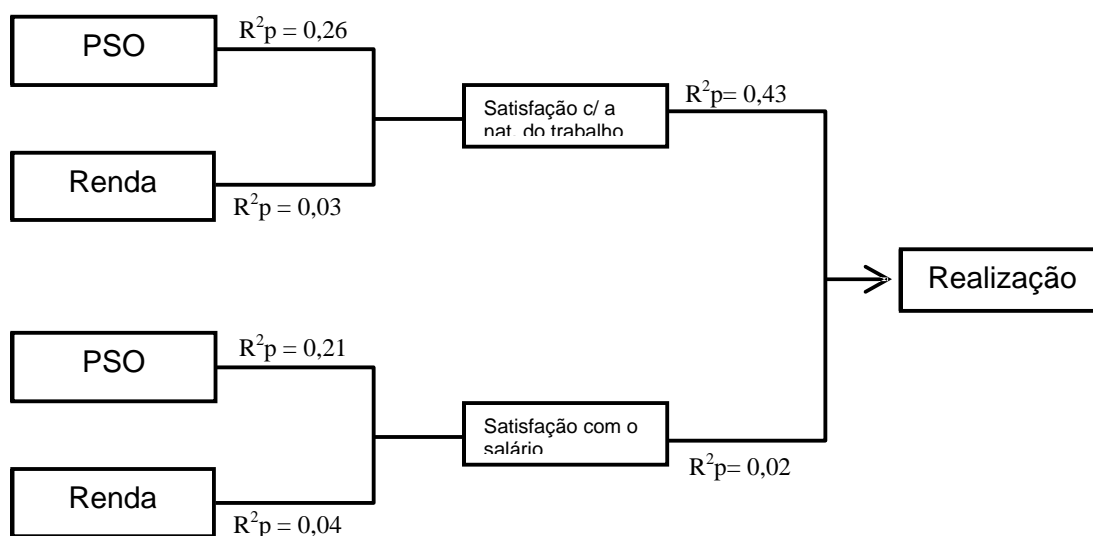 PSO
R²p = 0,26
Satisfação c/ a
nat. do trabalho
R²p= 0,43
Renda
R²p = 0,03
Realização
PSO
R²p = 0,21
Satisfação com o
salário
R²p= 0,02
Renda
R²p = 0,04